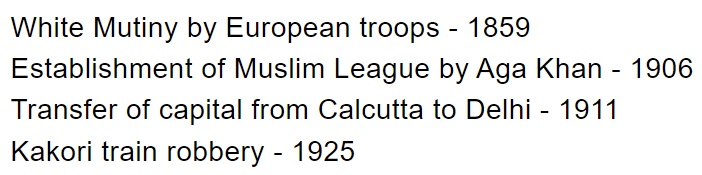 White Mutiny by European troops - 1859
Establishment of Muslim League by Aga Khan - 1906
Transfer of capital from Calcutta to Delhi - 1911
Kakori train robbery - 1925